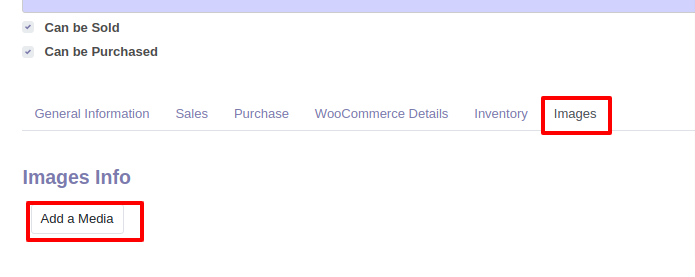 Can be Sold
Can be Purchased
General Information Sales Purchase WooCommerce Details Inventory Images
Images Info
Add a Media